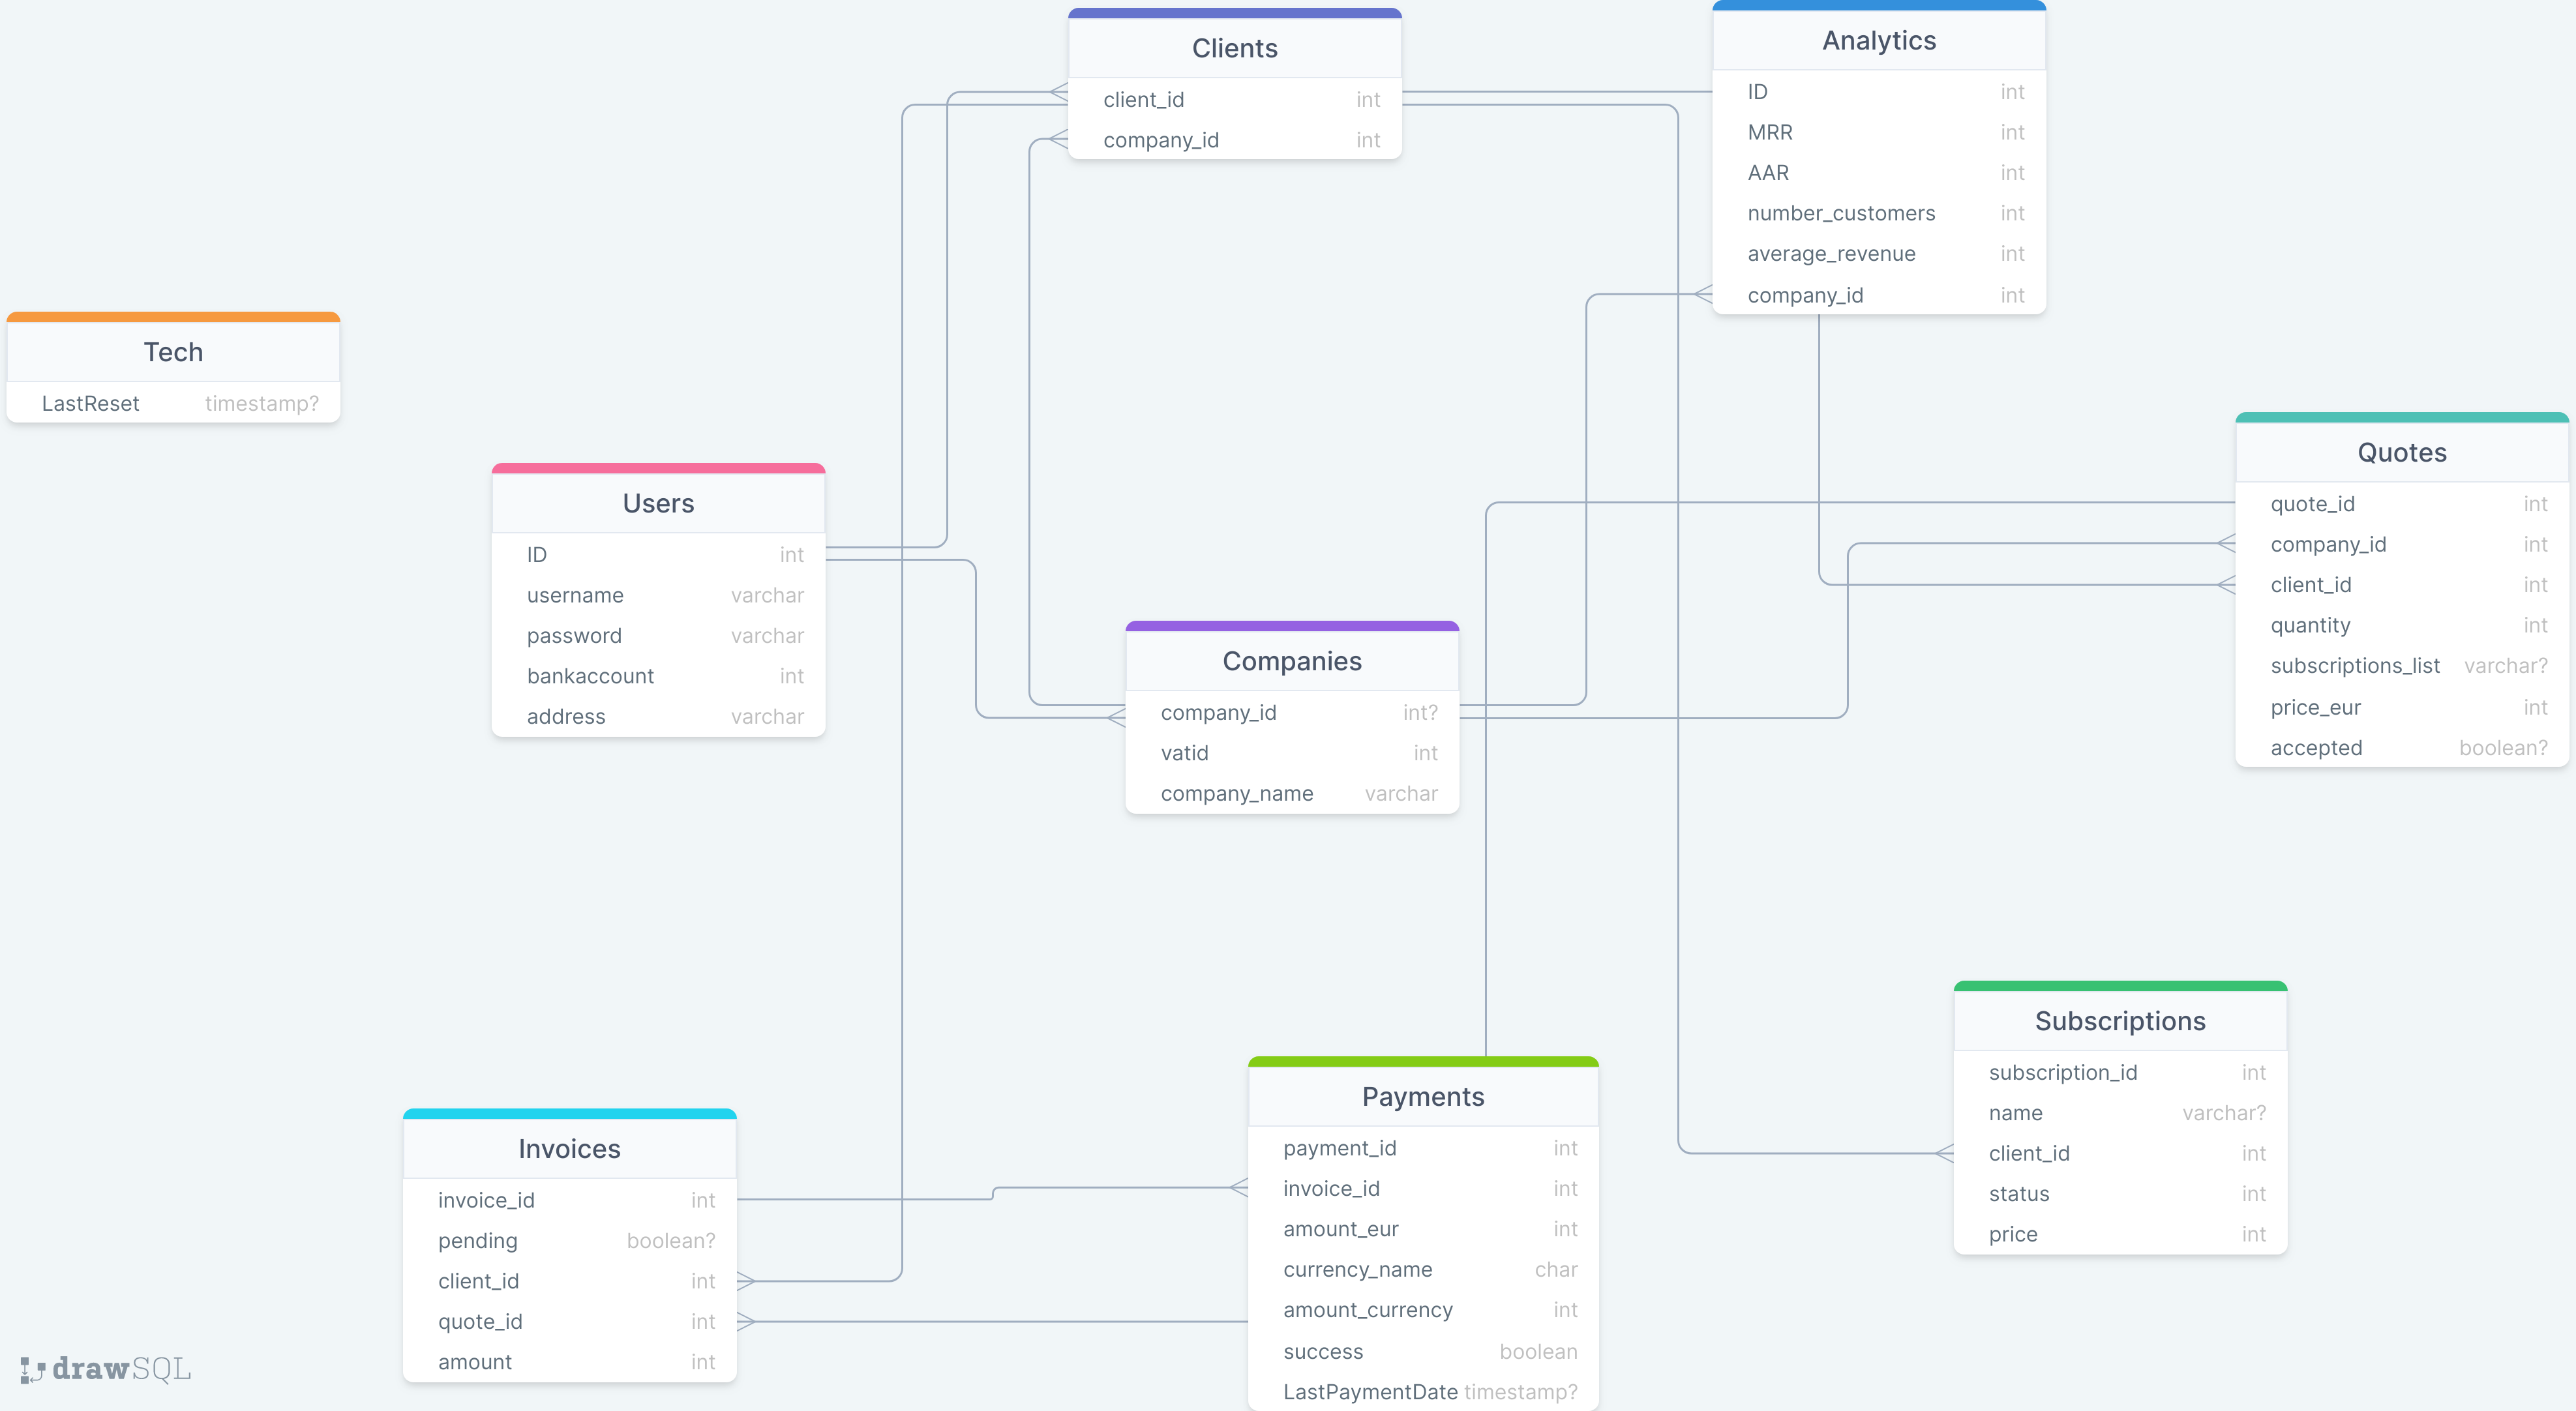 Clients
client_id int
company_id int
Analytics
ID int
MRR int
AAR int
number_customers int
average_revenue int
company_id int
Tech
LastReset timestamp?
Users
ID int
username varchar
password varchar
bankaccount int
address varchar
Quotes
quote_id int
company_id int
client_id int
quantity int
subscriptions_list varchar?
price_eur int
accepted boolean?
Companies
company_id int?
vatid int
company_name varchar
Subscriptions
subscription_id int
name varchar?
client_id int
status int
price int
Payments
payment_id int
invoice_id int
amount_eur int
currency_name char
amount_currency int
success boolean
LastPaymentDate timestamp?
Invoices
invoice_id int
pending boolean?
client_id int
quote_id int
amount int
drawSQL